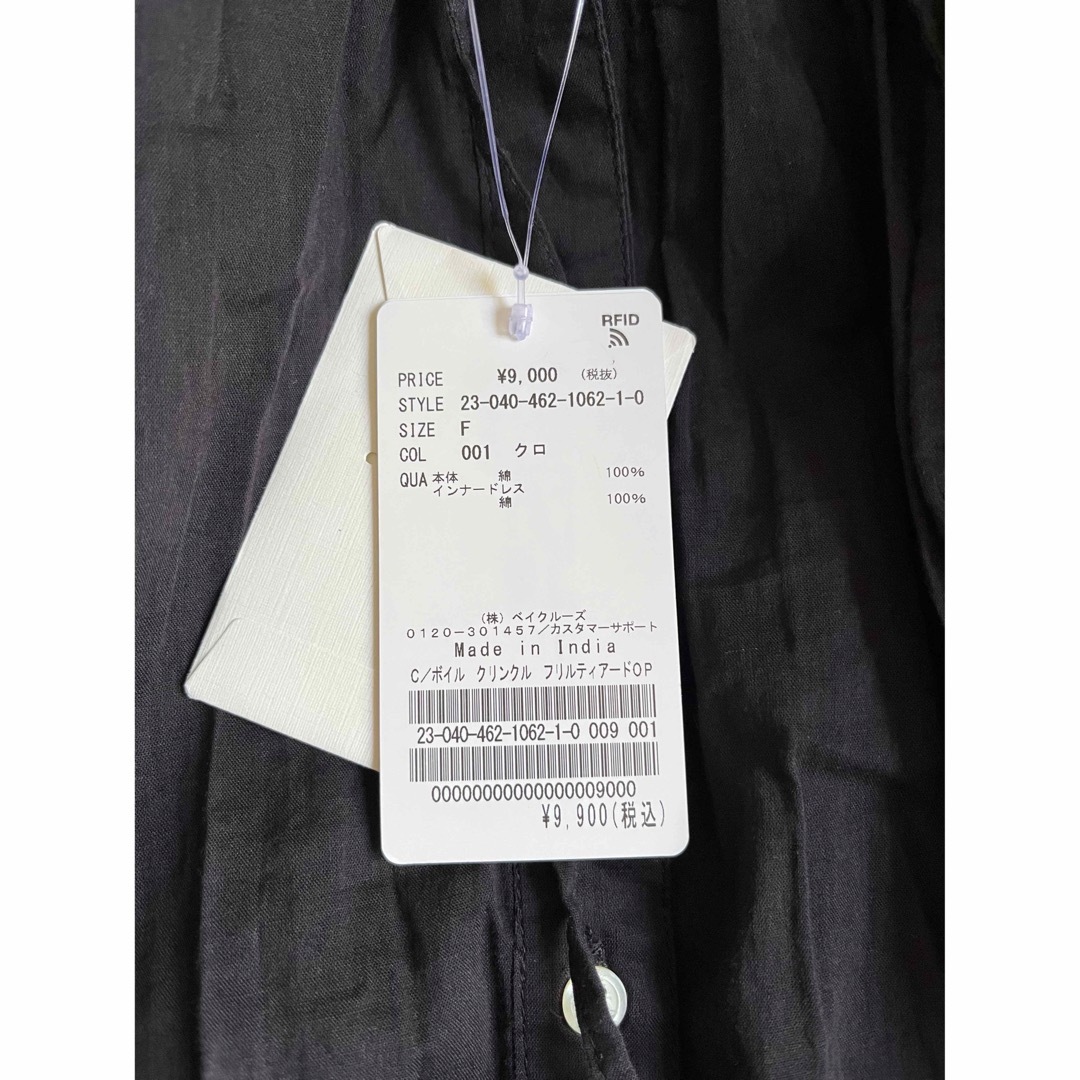 RFID
PRICE ¥9,000 (税抜)
STYLE 23-040-462-1062-1-0
SIZE F
COL 001 クロ
QUA 本体 綿 100%
インナードレス
綿 100%
(株) ベイクルーズ
0120-301457/カスタマーサポート
Made in India
C/ボイル クリンクル フリルティアードOP
23-040-462-1062-1-0 009 001
00000000000000009000
¥9,900(税込)